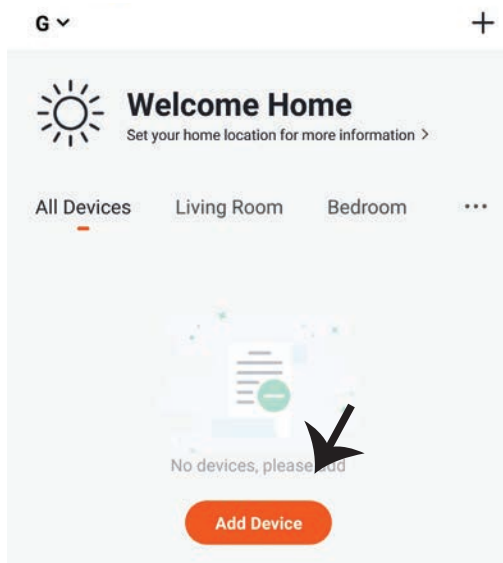 G
Welcome Home
Set your home location for more information >
All Devices Living Room Bedroom ...
No devices, please add
Add Device